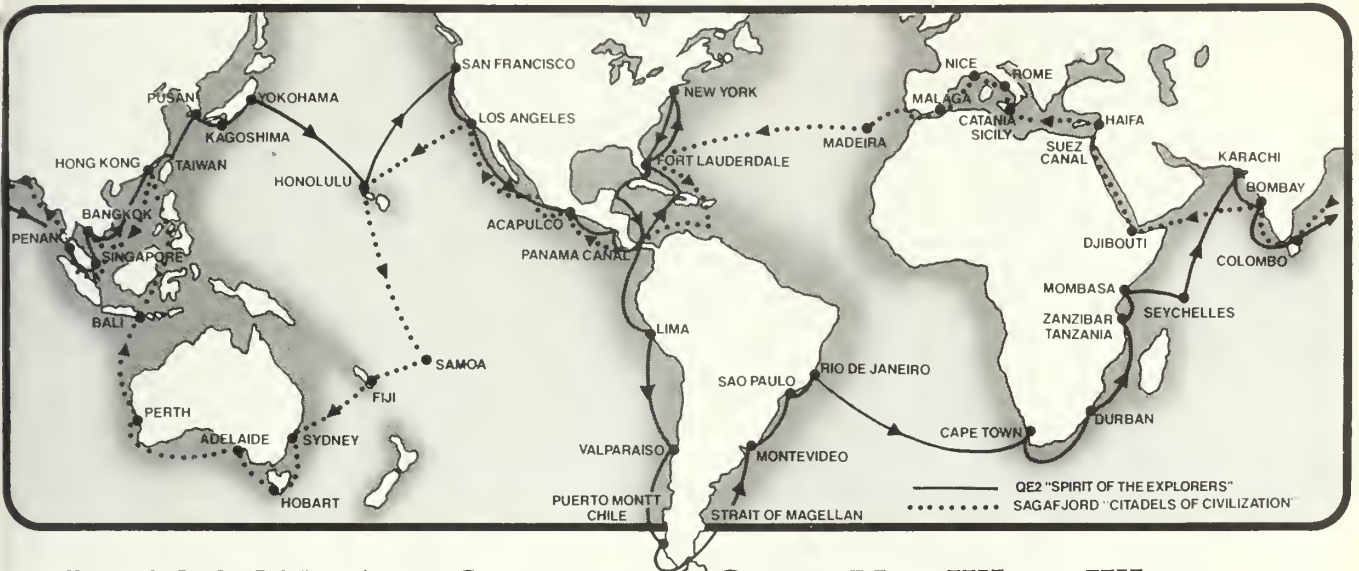 SAN FRANCISCO
NICE
ROME
PUSAN
YOKOHAMA
NEW YORK
MALAGA
KAGOSHIMA
LOS ANGELES
CATANIA
SICILY
HAIFA
MADEIRA
SUEZ
CANAL
HONG KONG
TAIWAN
FORT LAUDERDALE
KARACHI
HONOLULU
BOMBAY
BANGKOK
ACAPULCO
PENANG
DJIBOUTI
SINGAPORE
PANAMA CANAL
COLOMBO
MOMBASA
SEYCHELLES
BALI
ZANZIBAR
TANZANIA
LIMA
SAMOA
SAO PAULO
RIO DE JANEIRO
FIJI
PERTH
DURBAN
ADELAIDE
SYDNEY
CAPE TOWN
VALPARAISO
MONTEVIDEO
HOBART
PUERTO MONTT
CHILE
STRAIT OF MAGELLAN
QE2 "SPIRIT OF THE EXPLORERS"
SAGAFJORD "CITADELS OF CIVILIZATION"